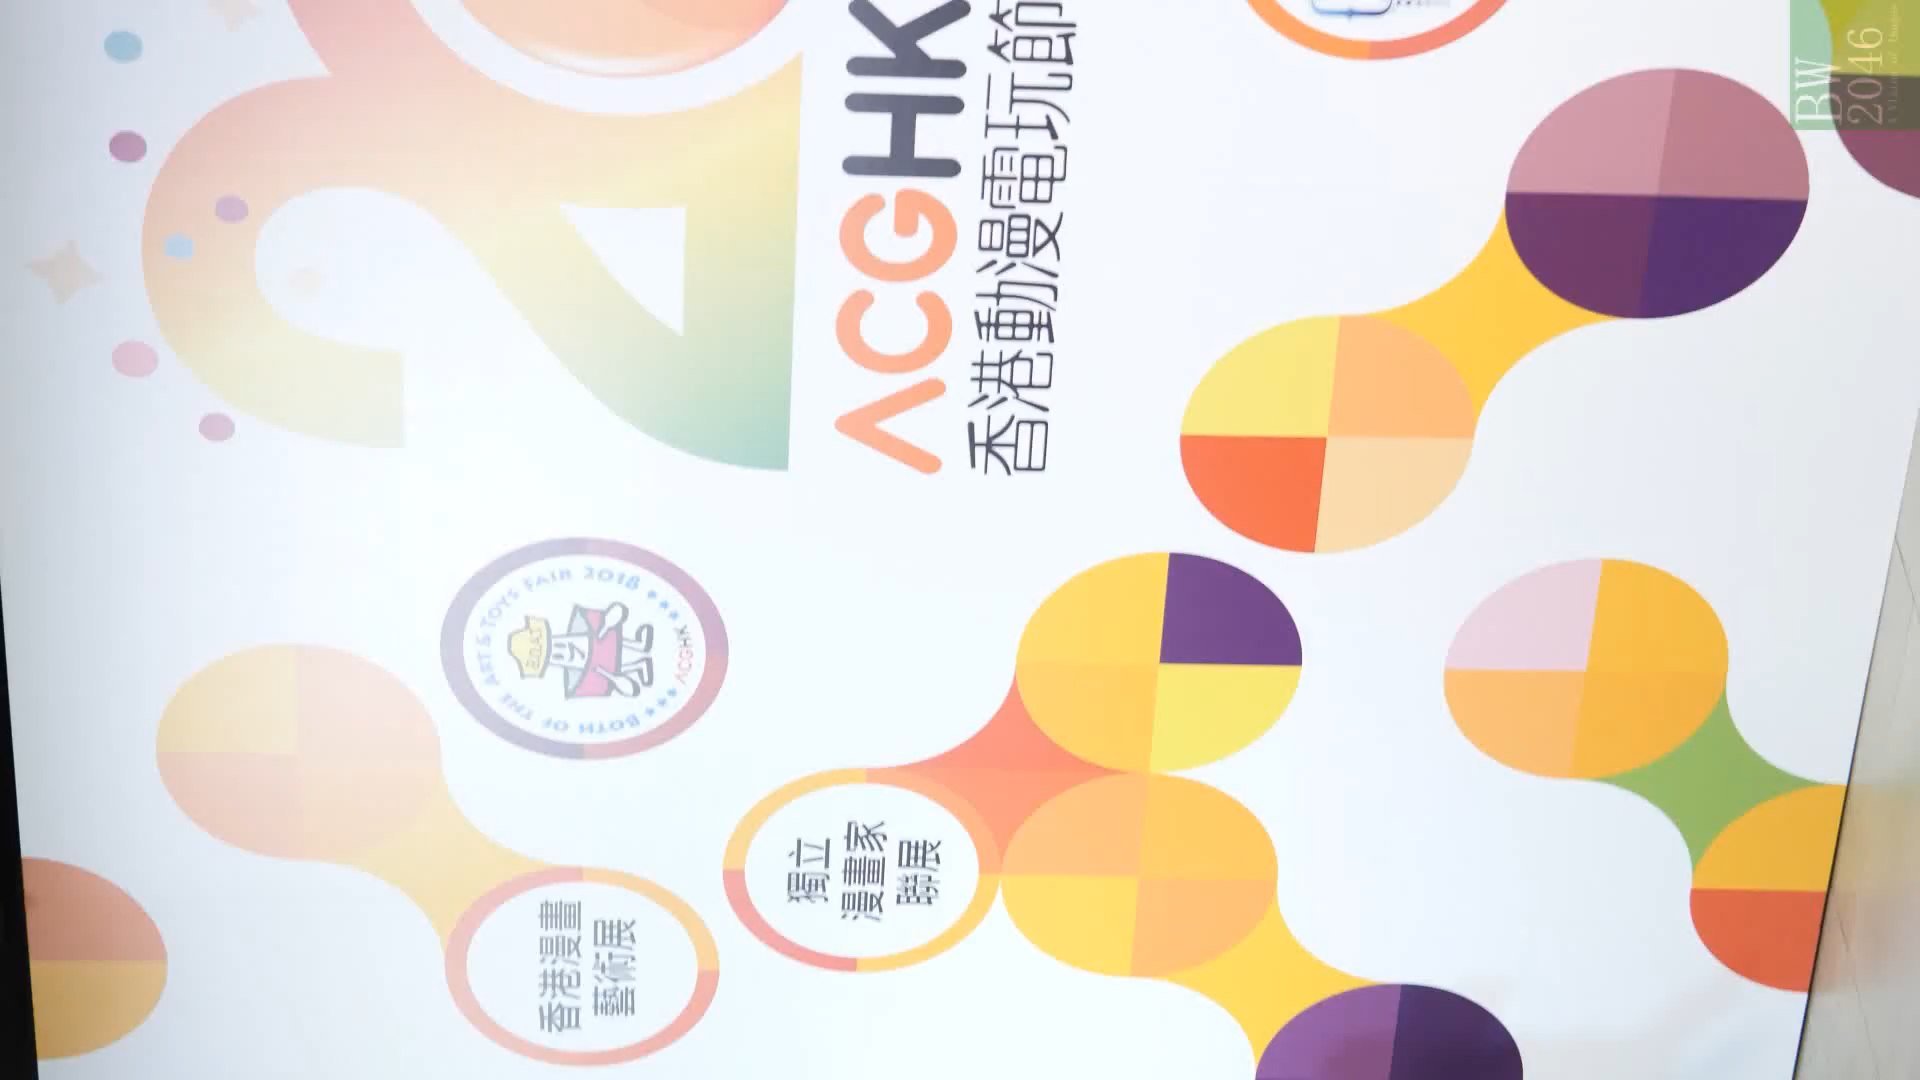 20
ACGHK
香港動漫電玩節
BOTH OF THE ART & TOYS FAIR 2018
B.O.A.T
ACGHK
獨立
漫畫家
聯展
香港漫畫
藝術展
BW
2046